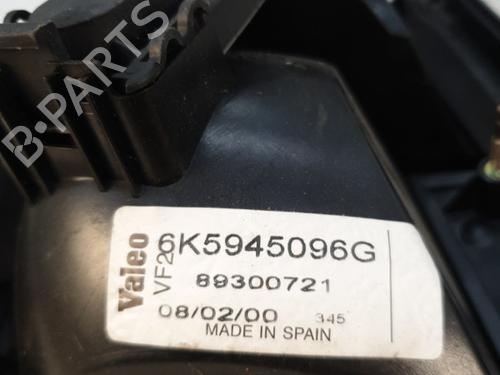 B-PARTS
Valeo
VF2
6K5945096G
89300721
08/02/00 345
MADE IN SPAIN